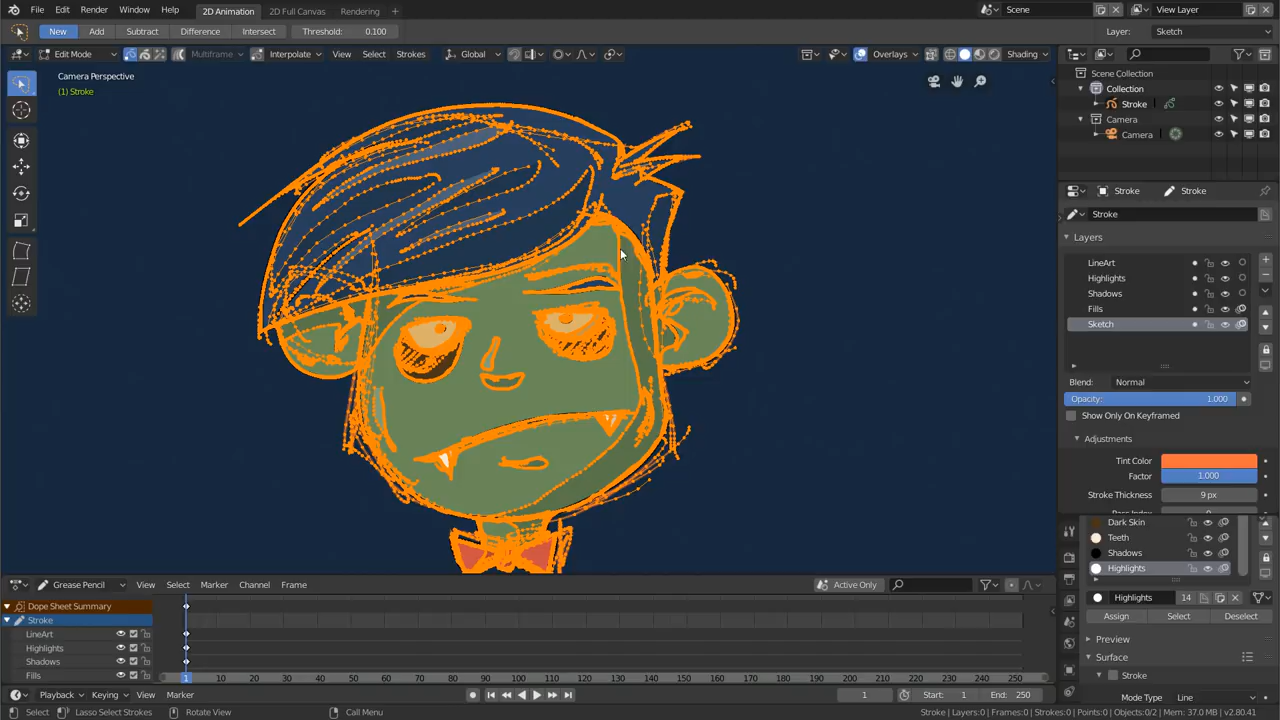 File Edit Render Window Help 2D Animation 2D Full Canvas Rendering + Scene View Layer
New Add Subtract Difference Intersect Threshold: 0.100 Layer: Sketch
Edit Mode Multiframe Interpolate View Select Strokes Global Overlays Shading
Camera Perspective
(1) Stroke
Scene Collection
Collection
Stroke
Camera
Camera
Stroke Stroke
Stroke
Layers
LineArt
Highlights
Shadows
Fills
Sketch
Blend: Normal
Opacity: 1.000
Show Only On Keyframed
Adjustments
Tint Color
Factor 1.000
Stroke Thickness 9 px
Dark Skin
Teeth
Shadows
Highlights
Highlights 14
Assign Select Deselect
Preview
Surface
Stroke
Mode Type Line
Grease Pencil View Select Marker Channel Frame Active Only
Dope Sheet Summary
Stroke
LineArt
Highlights
Shadows
Fills
1 10 20 30 40 50 60 70 80 90 100 110 120 130 140 150 160 170 180 190 200 210 220 230 240 250
Playback Keying View Marker 1 Start: 1 End: 250
Select Lasso Select Strokes Rotate View Call Menu Stroke | Layers:0 | Frames:0 | Strokes:0 | Points:0 | Objects:0/2 | Mem: 37.0 MB | v2.80.41